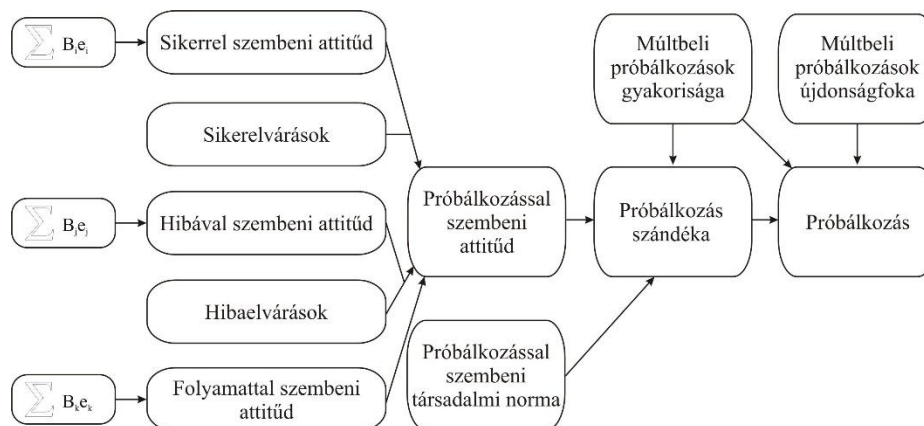 ∑ Bᵢeᵢ
Sikerrel szembeni attitűd
Sikerelvárások
∑ Bⱼeⱼ
Hibával szembeni attitűd
Hibaelvárások
∑ Bₖeₖ
Folyamattal szembeni
attitűd
Próbálkozással
szembeni
attitűd
Próbálkozással
szembeni
társadalmi norma
Múltbeli
próbálkozások
gyakorisága
Próbálkozás
szándéka
Múltbeli
próbálkozások
újdonságfoka
Próbálkozás